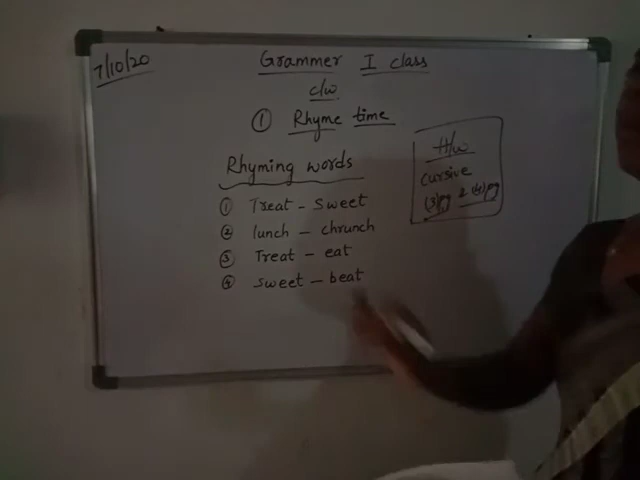 7/10/20
Grammer I class
c/w
① Rhyme time
Rhyming words
① Treat - Sweet
② lunch - chrunch
③ Treat - eat
④ sweet - beat
H/w
cursive
(3)pg & (4)pg